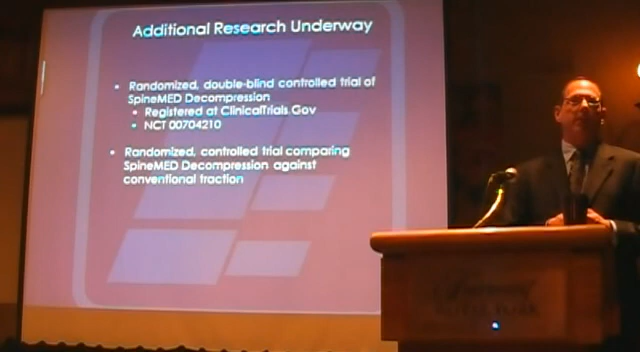 Additional Research Underway
• Randomized, double-blind controlled trial of
SpineMED Decompression
• Registered at ClinicalTrials.Gov
• NCT 00704210
• Randomized, controlled trial comparing
SpineMED Decompression against
conventional traction